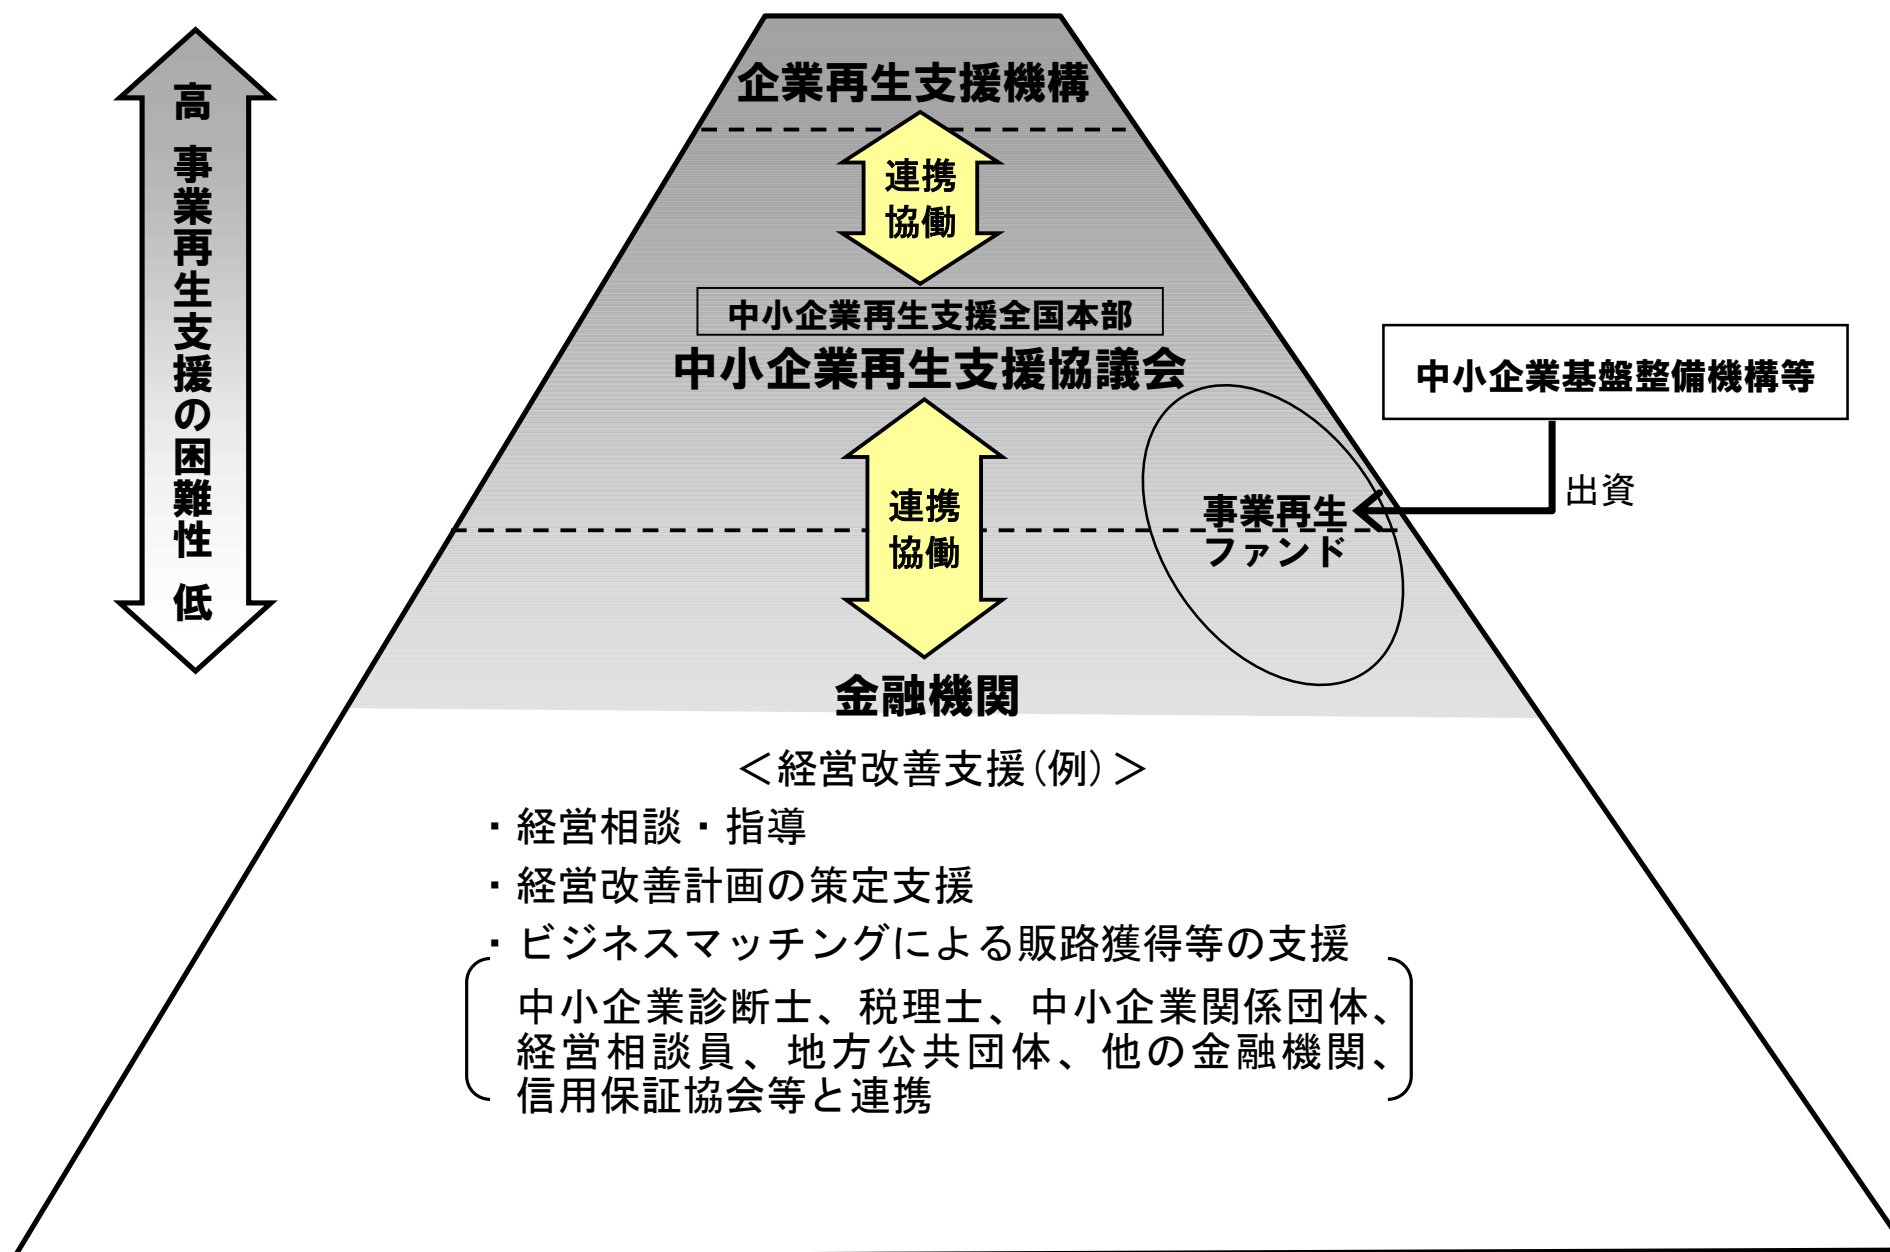 高 事業再生支援の困難性 低
企業再生支援機構
連携
協働
中小企業再生支援全国本部
中小企業再生支援協議会
中小企業基盤整備機構等
出資
連携
協働
事業再生
ファンド
金融機関
＜経営改善支援(例)＞
・経営相談・指導
・経営改善計画の策定支援
・ビジネスマッチングによる販路獲得等の支援
中小企業診断士、税理士、中小企業関係団体、
経営相談員、地方公共団体、他の金融機関、
信用保証協会等と連携